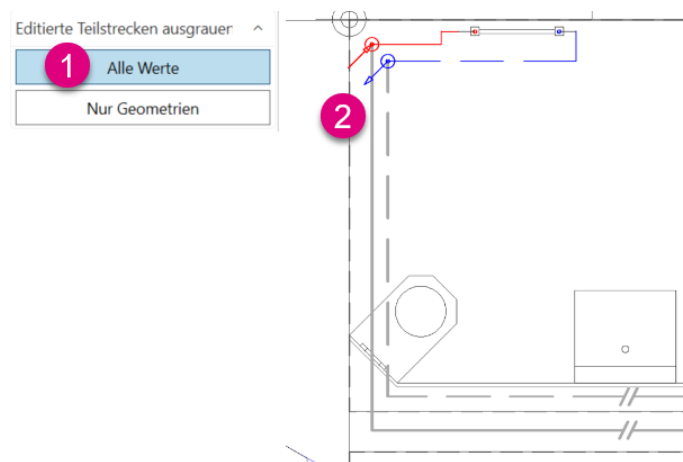 Editierte Teilstrecken ausgrauen
1
Alle Werte
Nur Geometrien
2